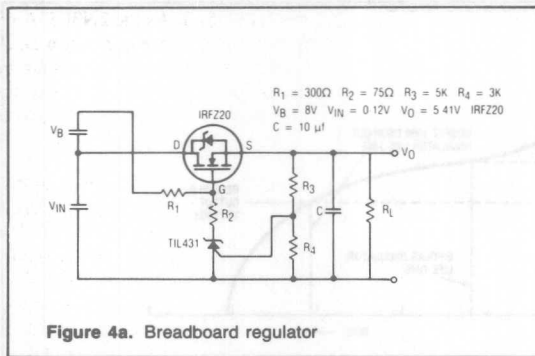 IRFZ20
R1 = 300Ω R2 = 75Ω R3 = 5K R4 = 3K
VB = 8V VIN = 0 12V VO = 5 41V IRFZ20
C = 10 µf
VB
D
S
VO
G
R1
R2
R3
VIN
C
RL
TIL431
R4
Figure 4a. Breadboard regulator